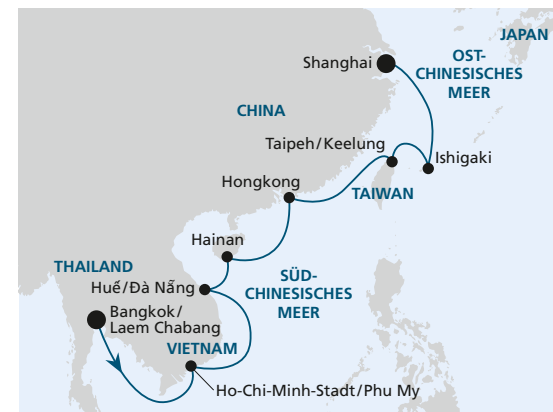 JAPAN
OST-
CHINESISCHES
MEER
Shanghai
CHINA
Taipeh/Keelung
Ishigaki
Hongkong
TAIWAN
Hainan
THAILAND
Huế/Đà Nẵng
SÜD-
CHINESISCHES
MEER
Bangkok/
Laem Chabang
VIETNAM
Ho-Chi-Minh-Stadt/Phu My